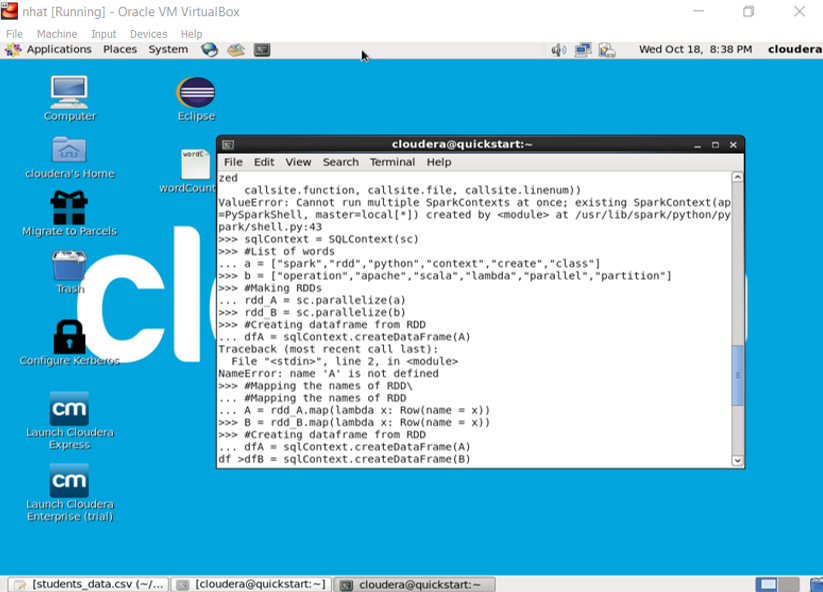 nhat [Running] - Oracle VM VirtualBox
File Machine Input Devices Help
Applications Places System Wed Oct 18, 8:38 PM cloudera
Computer
Eclipse
cloudera's Home
wordC-
wordCount
Migrate to Parcels
Trash
Configure Kerberos
cm
Launch Cloudera
Express
cm
Launch Cloudera
Enterprise (trial)
cl
cloudera@quickstart:~
File Edit View Search Terminal Help
zed
    callsite.function, callsite.file, callsite.linenum))
ValueError: Cannot run multiple SparkContexts at once; existing SparkContext(ap
=PySparkShell, master=local[*]) created by <module> at /usr/lib/spark/python/py
park/shell.py:43
>>> sqlContext = SQLContext(sc)
>>> #List of words
... a = ["spark","rdd","python","context","create","class"]
>>> b = ["operation","apache","scala","lambda","parallel","partition"]
>>> #Making RDDs
... rdd_A = sc.parallelize(a)
>>> rdd_B = sc.parallelize(b)
>>> #Creating dataframe from RDD
... dfA = sqlContext.createDataFrame(A)
Traceback (most recent call last):
  File "<stdin>", line 2, in <module>
NameError: name 'A' is not defined
>>> #Mapping the names of RDD\
... #Mapping the names of RDD
... A = rdd_A.map(lambda x: Row(name = x))
>>> B = rdd_B.map(lambda x: Row(name = x))
>>> #Creating dataframe from RDD
... dfA = sqlContext.createDataFrame(A)
df >dfB = sqlContext.createDataFrame(B)
[students_data.csv (~/... [cloudera@quickstart:~] cloudera@quickstart:~